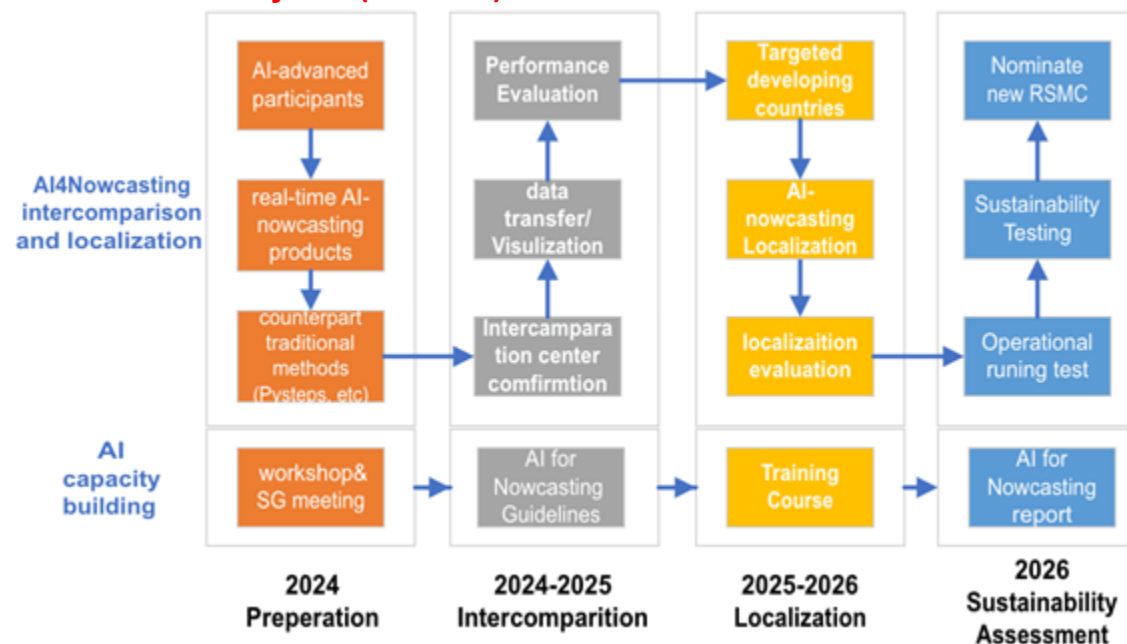 AI-advanced
participants
real-time AI-
nowcasting
products
counterpart
traditional
methods
(Pysteps, etc)
Performance
Evaluation
data
transfer/
Visulization
Intercampara
tion center
comfirmtion
Targeted
developing
countries
AI-
nowcasting
Localization
localizaition
evaluation
Nominate
new RSMC
Sustainability
Testing
Operational
runing test
AI4Nowcasting
intercomparison
and localization
AI
capacity
building
workshop&
SG meeting
AI for
Nowcasting
Guidelines
Training
Course
AI for
Nowcasting
report
2024
Preperation
2024-2025
Intercomparition
2025-2026
Localization
2026
Sustainability
Assessment